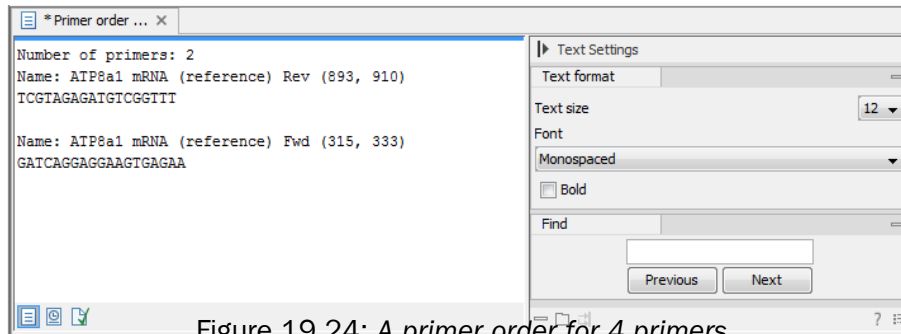 * Primer order ...
Number of primers: 2
Name: ATP8a1 mRNA (reference) Rev (893, 910)
TCGTAGAGATGTCGGTTT
Name: ATP8a1 mRNA (reference) Fwd (315, 333)
GATCAGGAGGAAGTGAGAA
Text Settings
Text format
Text size
12
Font
Monospaced
Bold
Find
Previous
Next
?
Figure 19.24: A primer order for 4 primers